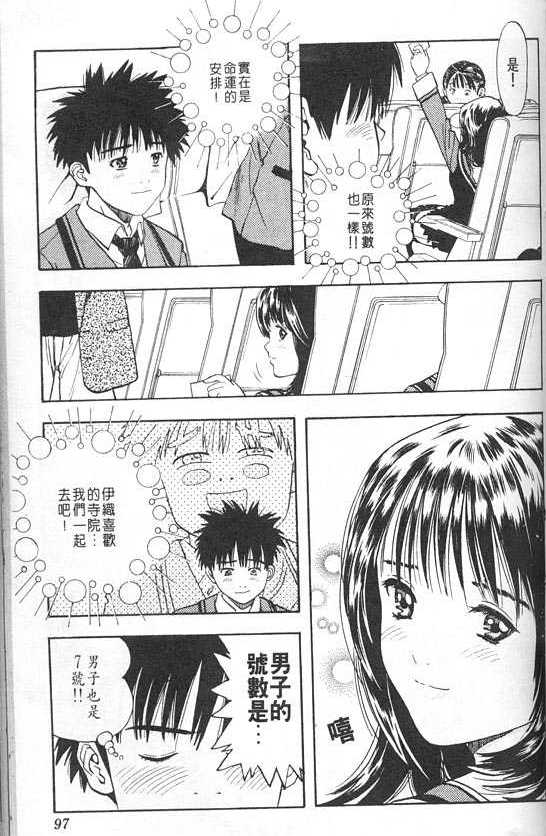 是！
原來號數
也一樣!!
實在是
命運的
安排！
伊織喜歡
的寺院…
我們一起
去吧！
嘻
男子的
號數是…
男子也是
7號!!
97